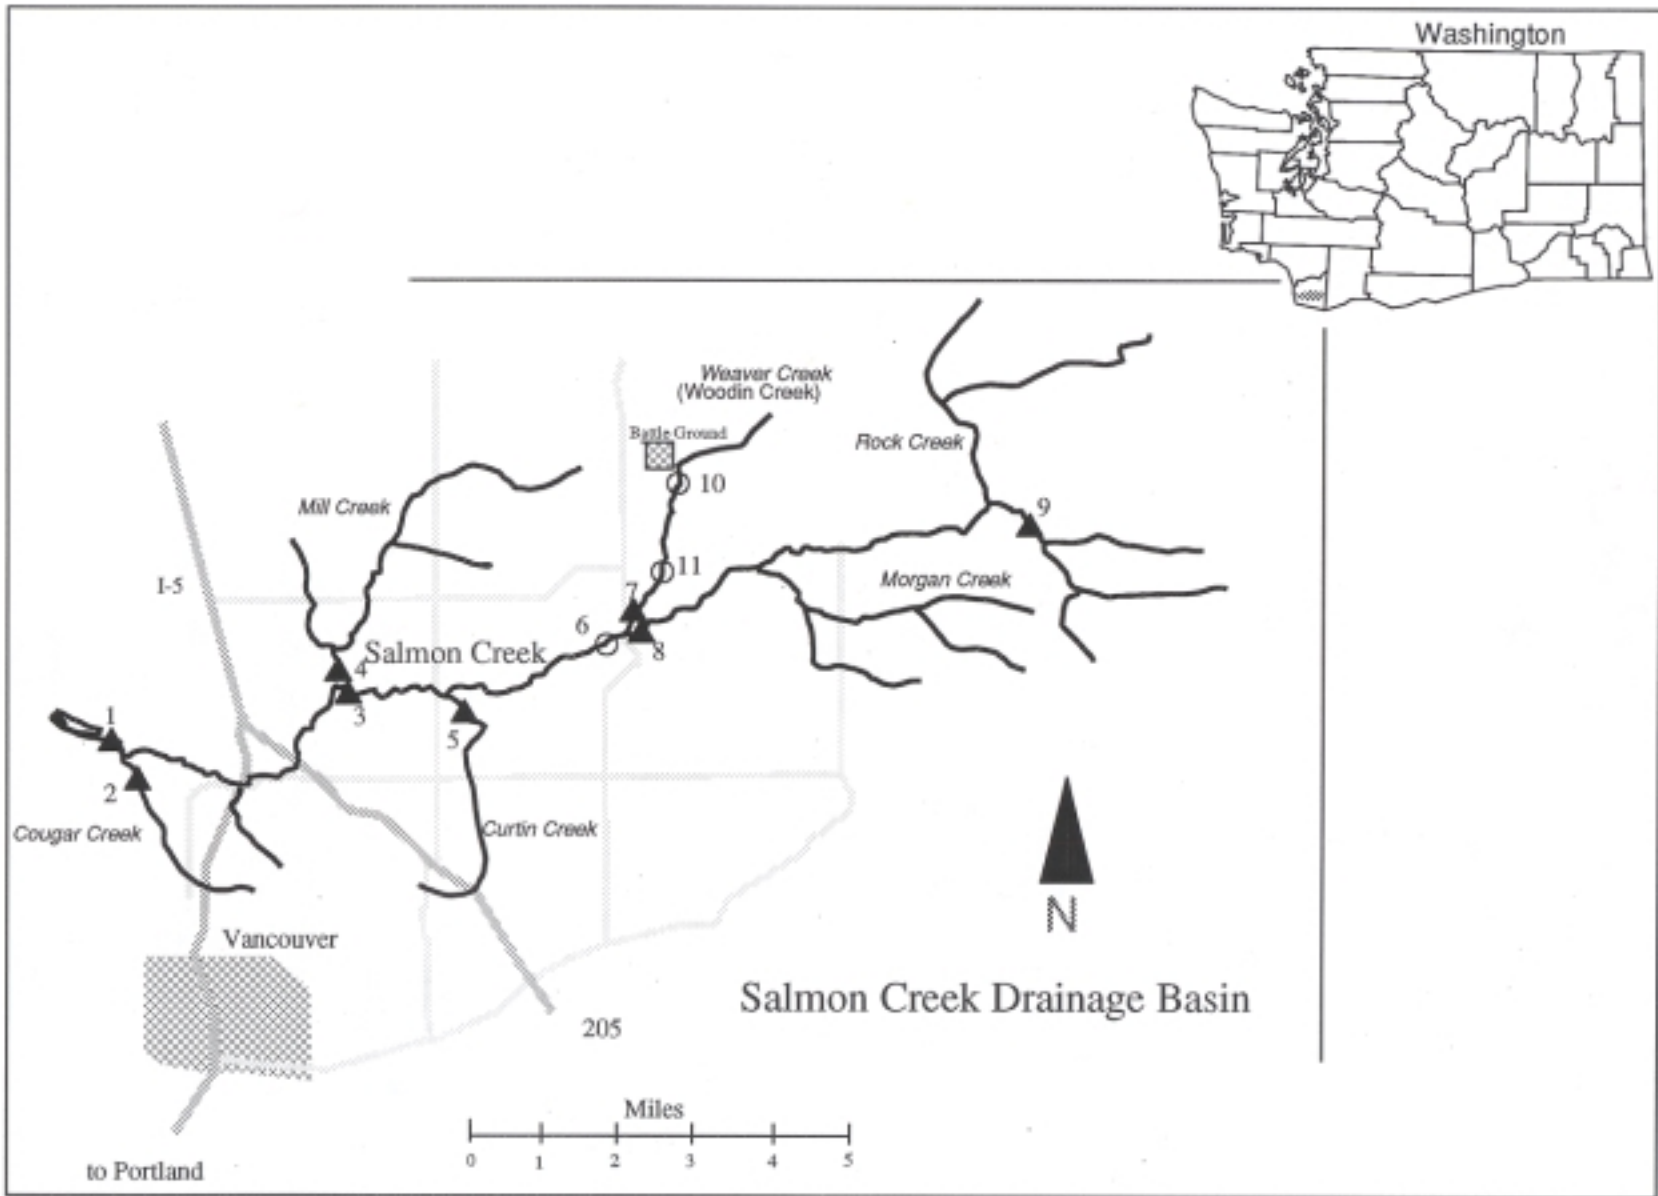 Washington
Weaver Creek
(Woodin Creek)
Battle Ground
Rock Creek
10
Mill Creek
9
11
I-5
Morgan Creek
7
6
Salmon Creek
8
4
3
1
5
2
Cougar Creek
Curtin Creek
N
Vancouver
Salmon Creek Drainage Basin
205
Miles
0 1 2 3 4 5
to Portland